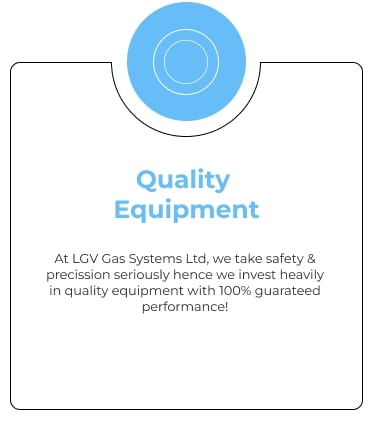 Quality
Equipment
At LGV Gas Systems Ltd, we take safety &
precission seriously hence we invest heavily
in quality equipment with 100% guarateed
performance!